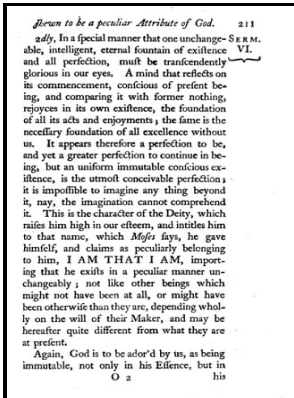 ſhewn to be a peculiar Attribute of God. 211
2dly, In a ſpecial manner that one unchange- SERM.
able, intelligent, eternal fountain of exiſtence VI.
and all perfection, muſt be tranſcendently
glorious in our eyes. A mind that reflects on
its commencement, conſcious of preſent be-
ing, and comparing it with former nothing,
rejoyces in its own exiſtence, the foundation
of all its acts and enjoyments; the ſame is the
neceſſary foundation of all excellence without
us. It appears therefore a perfection to be,
and yet a greater perfection to continue in be-
ing, but an uniform immutable conſcious ex-
iſtence, is the utmoſt conceivable perfection;
it is impoſſible to imagine any thing beyond
it, nay, the imagination cannot comprehend
it. This is the character of the Deity, which
raiſes him high in our eſteem, and intitles him
to that name, which Moſes ſays, he gave
himſelf, and claims as peculiarly belonging
to him, I AM THAT I AM, import-
ing that he exiſts in a peculiar manner un-
changeably; not like other beings which
might not have been at all, or might have
been otherwiſe than they are, depending whol-
ly on the will of their Maker, and may be
hereafter quite different from what they are
at preſent.
Again, God is to be ador'd by us, as being
immutable, not only in his Eſſence, but in
O 2 his